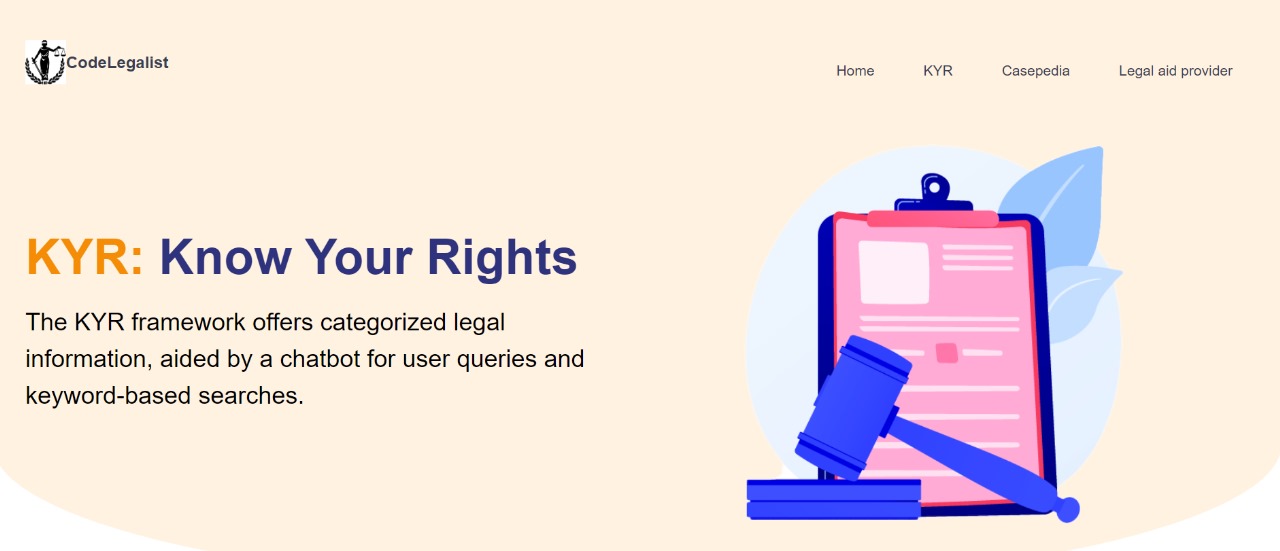 CodeLegalist
Home KYR Casepedia Legal aid provider
KYR: Know Your Rights
The KYR framework offers categorized legal
information, aided by a chatbot for user queries and
keyword-based searches.